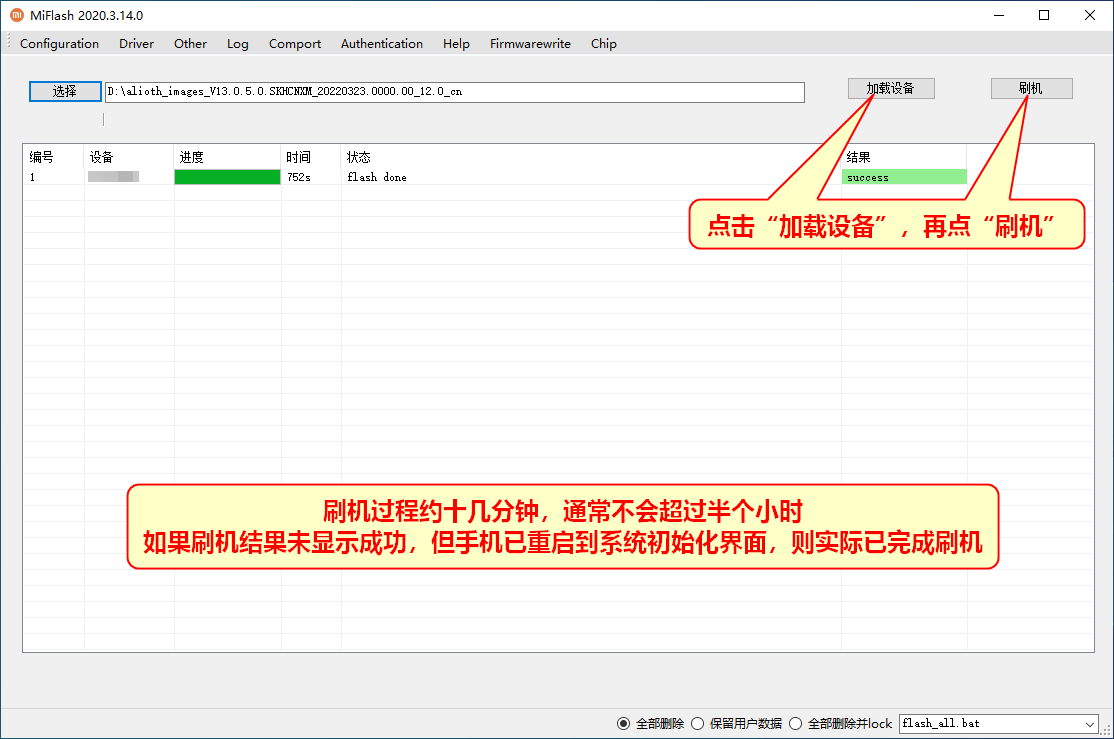 MiFlash 2020.3.14.0
Configuration Driver Other Log Comport Authentication Help Firmwarewrite Chip
选择 D:\alioth_images_V13.0.5.0.SKHCNXM_20220323.0000.00_12.0_cn 加载设备 刷机
编号 设备 进度 时间 状态 结果
1 752s flash done success
点击“加载设备”，再点“刷机”
刷机过程约十几分钟，通常不会超过半个小时
如果刷机结果未显示成功，但手机已重启到系统初始化界面，则实际已完成刷机
全部删除 保留用户数据 全部删除并lock flash_all.bat